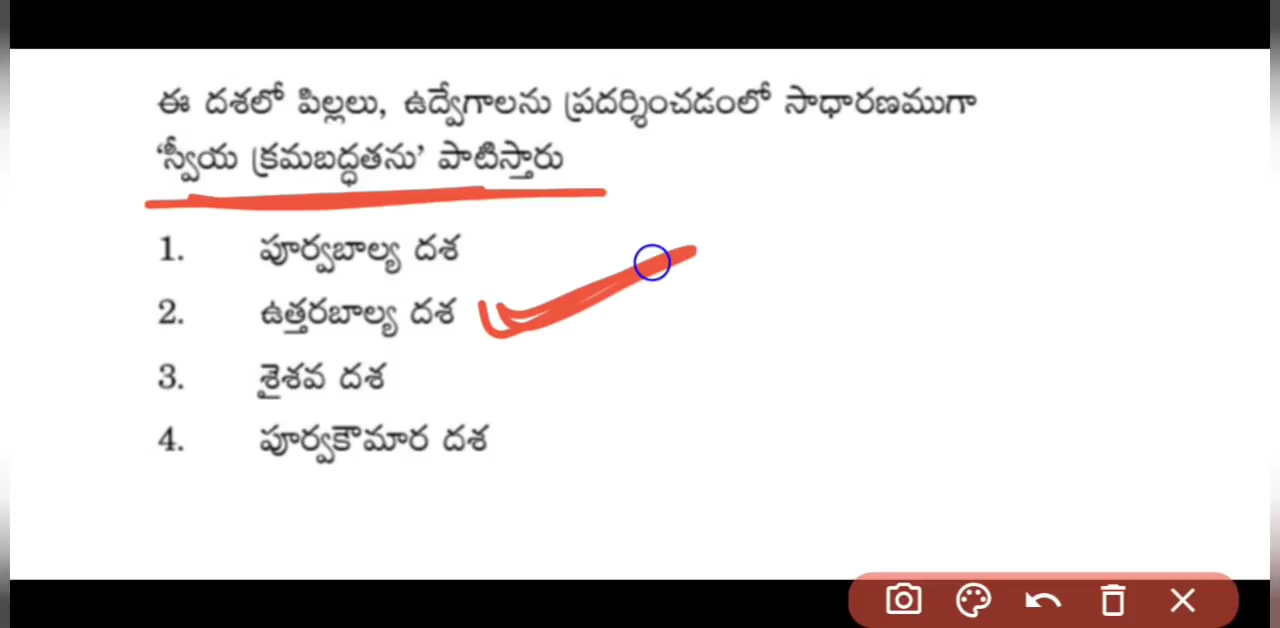 ఈ దశలో పిల్లలు, ఉద్వేగాలను ప్రదర్శించడంలో సాధారణముగా
‘స్వీయ క్రమబద్ధతను’ పాటిస్తారు
1. పూర్వబాల్య దశ
2. ఉత్తరబాల్య దశ
3. శైశవ దశ
4. పూర్వకౌమార దశ